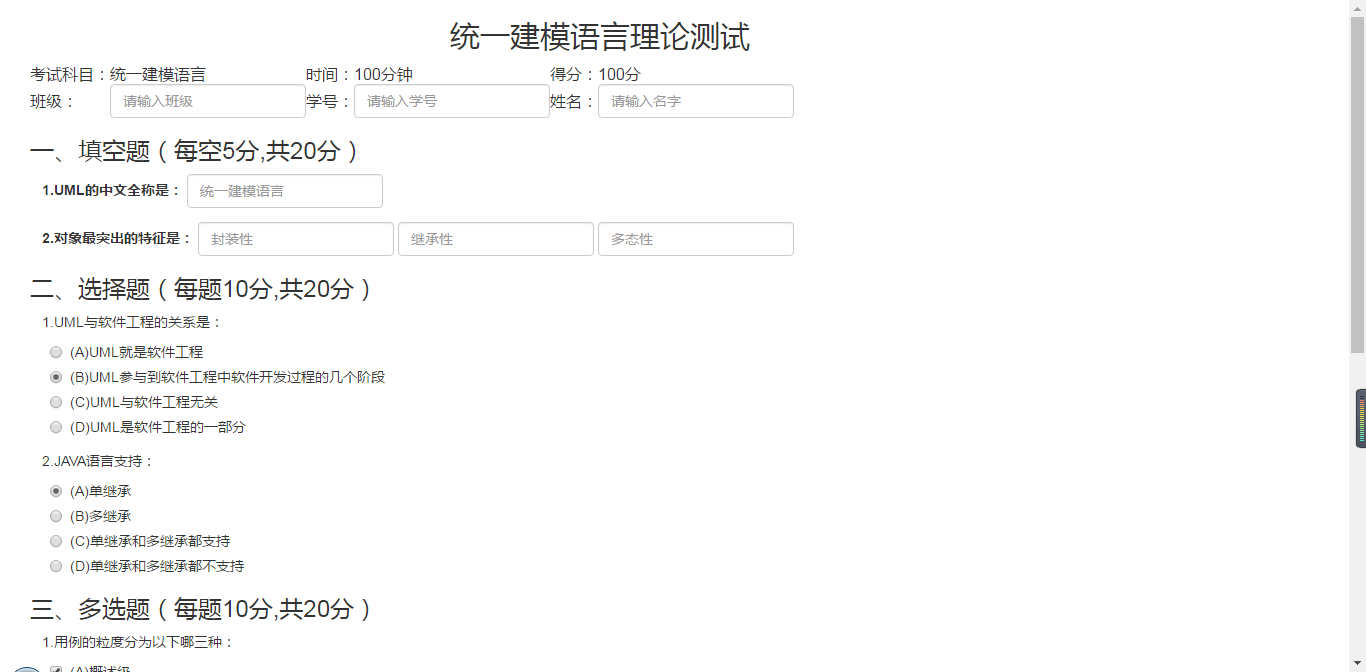 统一建模语言理论测试
考试科目：统一建模语言 时间：100分钟 得分：100分
班级： 请输入班级 学号： 请输入学号 姓名： 请输入名字
一、填空题（每空5分,共20分）
1.UML的中文全称是： 统一建模语言
2.对象最突出的特征是： 封装性 继承性 多态性
二、选择题（每题10分,共20分）
1.UML与软件工程的关系是：
(A)UML就是软件工程
(B)UML参与到软件工程中软件开发过程的几个阶段
(C)UML与软件工程无关
(D)UML是软件工程的一部分
2.JAVA语言支持：
(A)单继承
(B)多继承
(C)单继承和多继承都支持
(D)单继承和多继承都不支持
三、多选题（每题10分,共20分）
1.用例的粒度分为以下哪三种：
(A)概述级